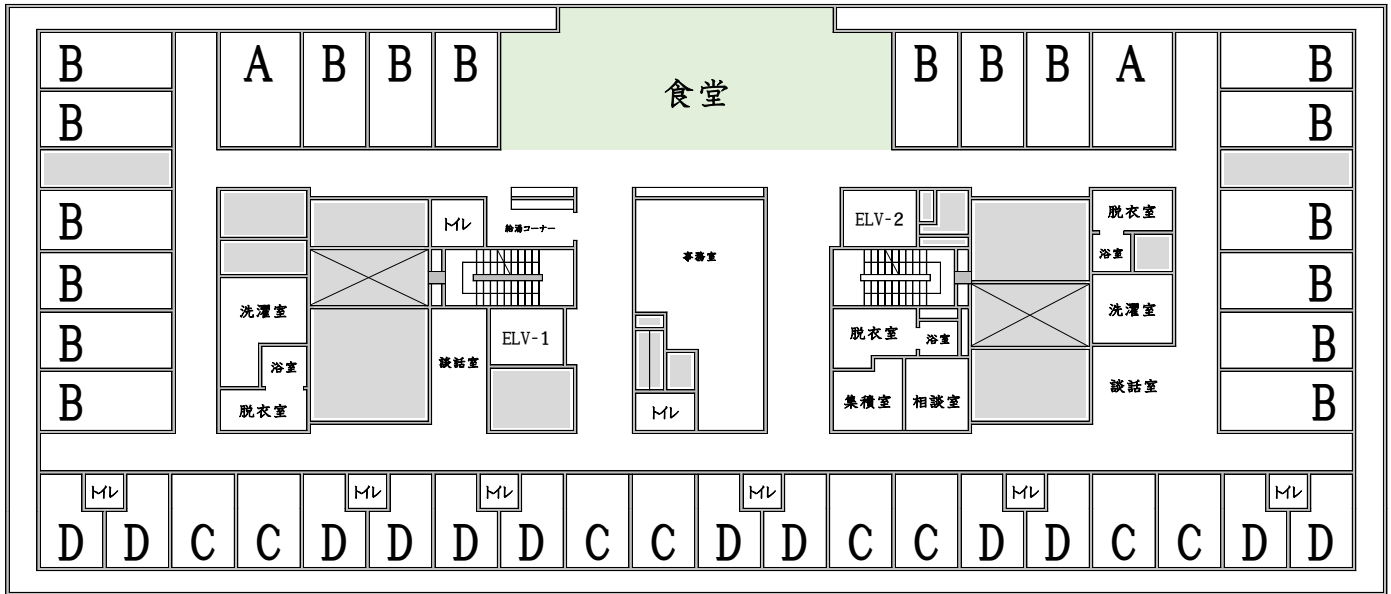 B A B B B 食堂 B B B A B
B B
B トイレ 給湯コーナー 事務室 ELV-2 脱衣室 B
浴室
B 洗濯室 ELV-1 脱衣室 浴室 洗濯室 B
B 談話室 B
浴室
B 脱衣室 トイレ 集積室 相談室 談話室 B
トイレ トイレ トイレ トイレ トイレ トイレ
D D C C D D D D C C D D C C D D C C D D